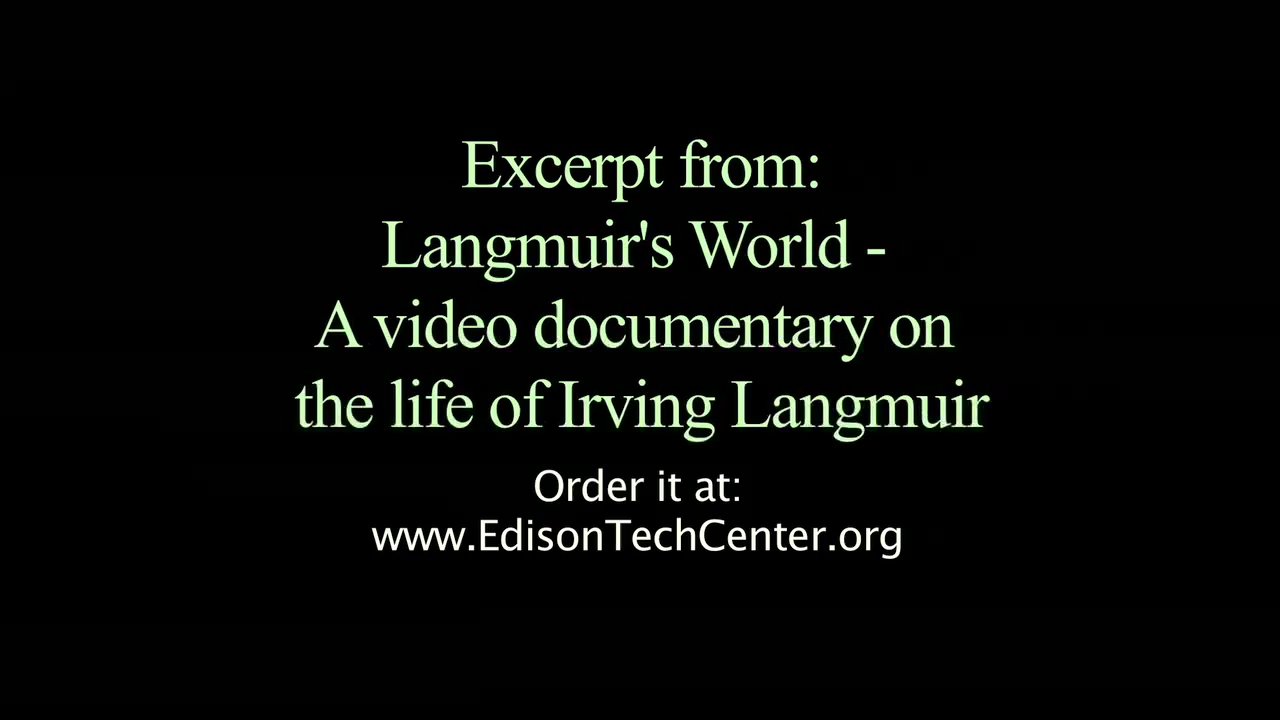 Excerpt from:
Langmuir's World -
A video documentary on
the life of Irving Langmuir
Order it at:
www.EdisonTechCenter.org